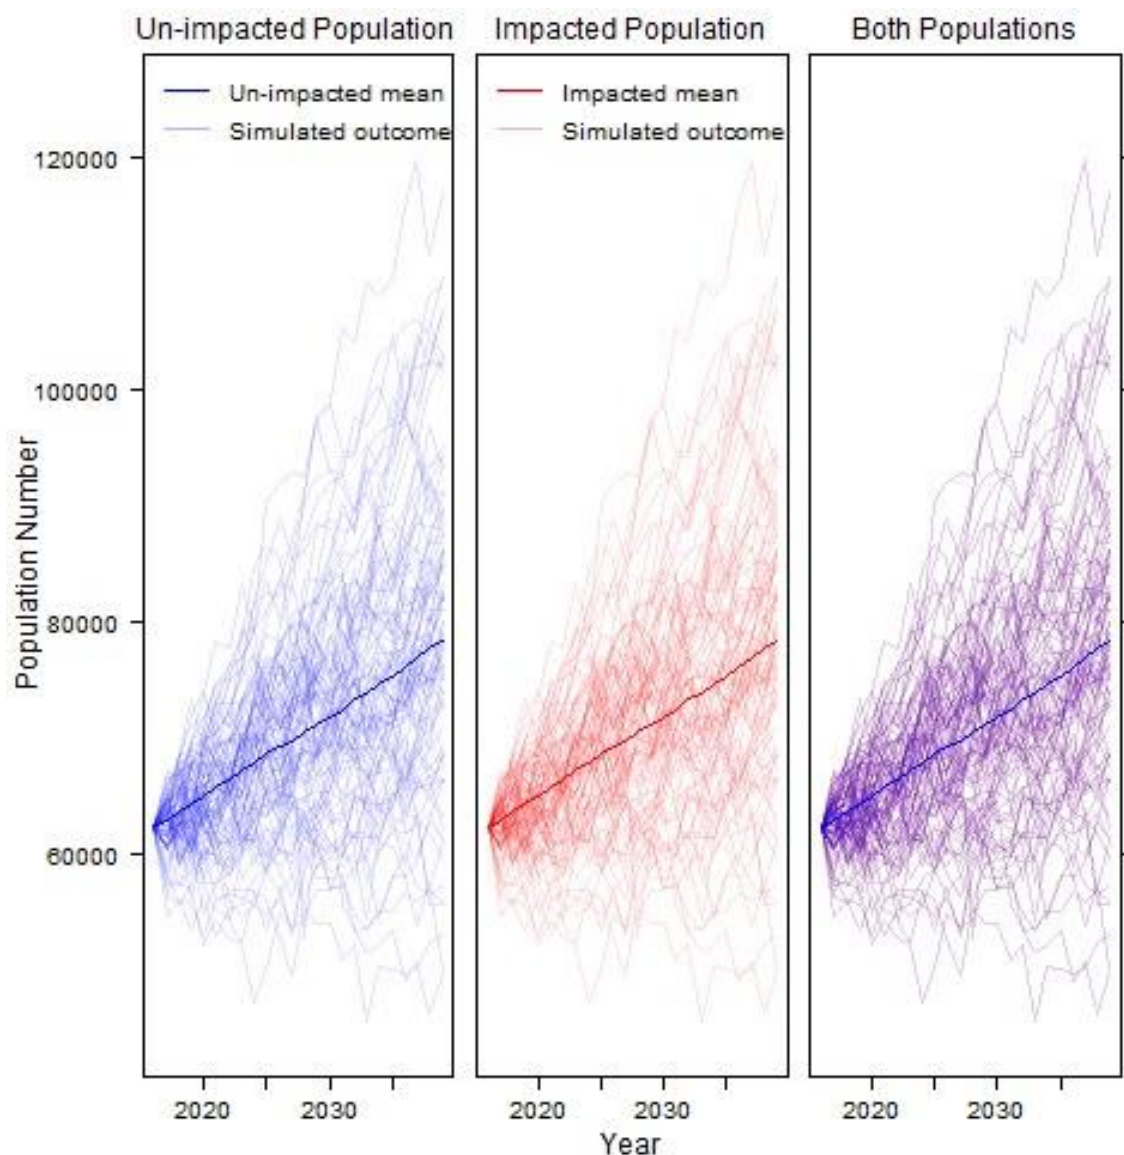 Un-impacted Population
Impacted Population
Both Populations
Un-impacted mean
Simulated outcome
Impacted mean
Simulated outcome
120000
100000
80000
60000
Population Number
2020
2030
2020
2030
2020
2030
Year